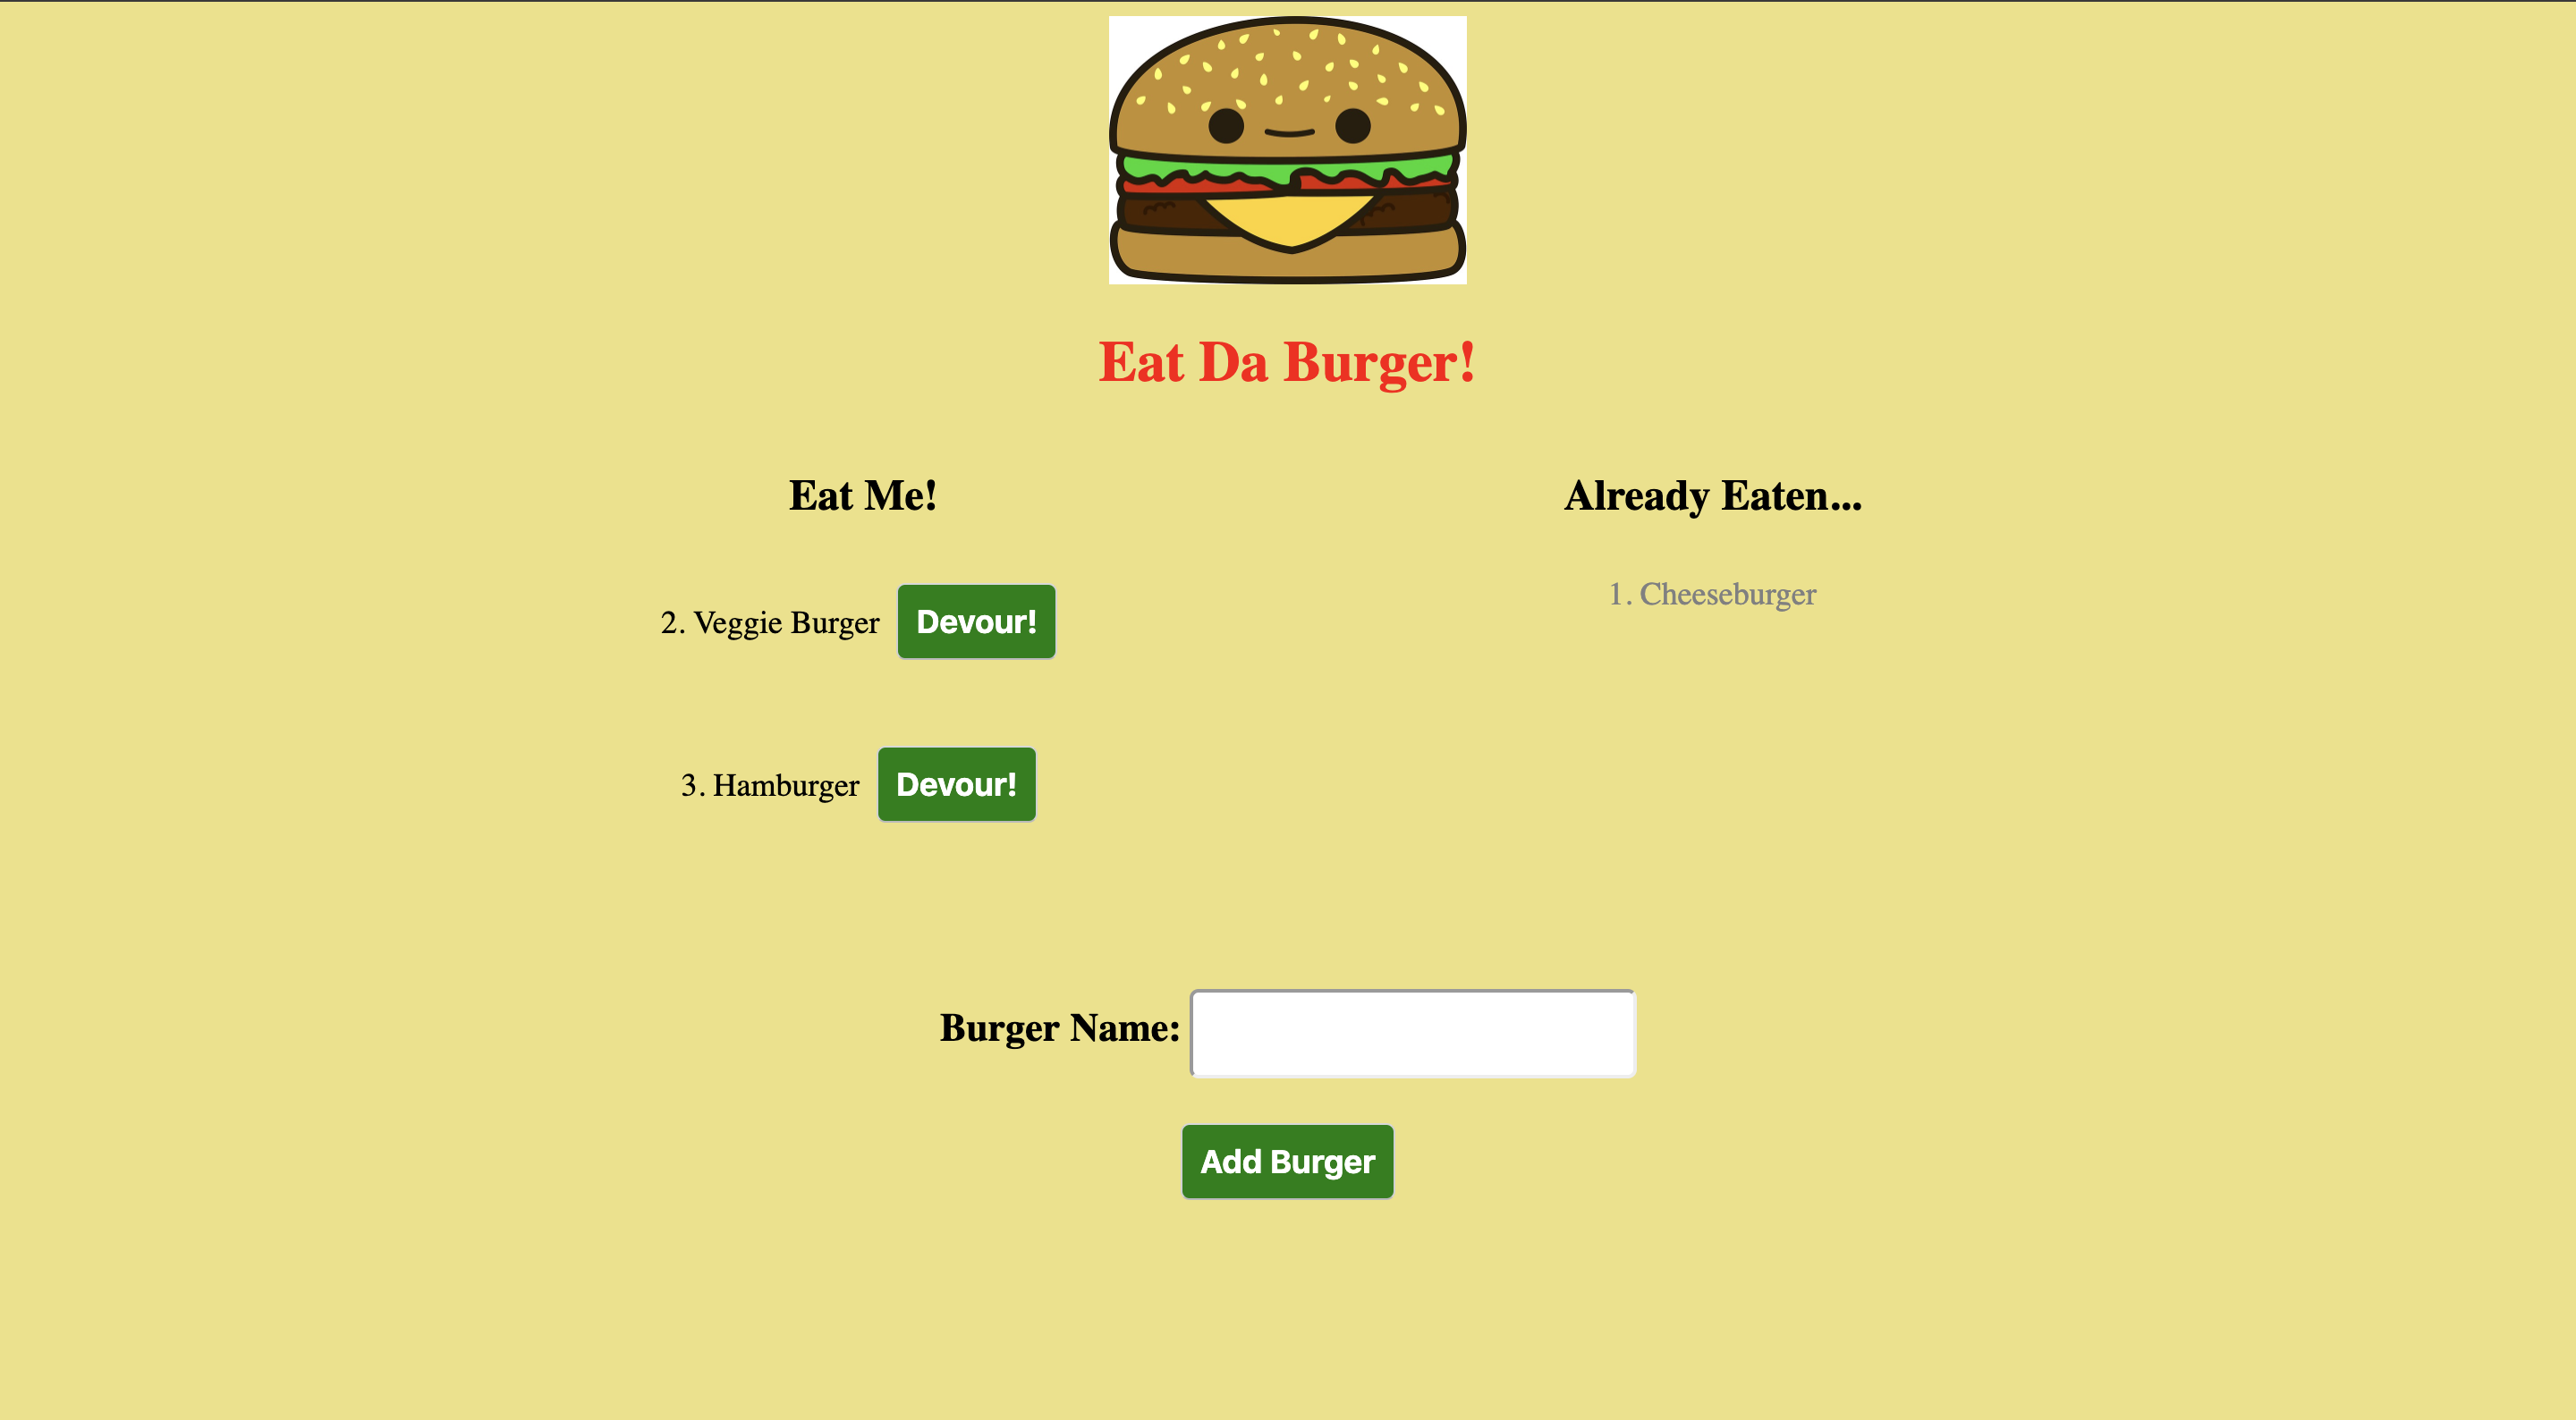 Eat Da Burger!
Eat Me!
2. Veggie Burger Devour!
3. Hamburger Devour!
Already Eaten...
1. Cheeseburger
Burger Name:
Add Burger